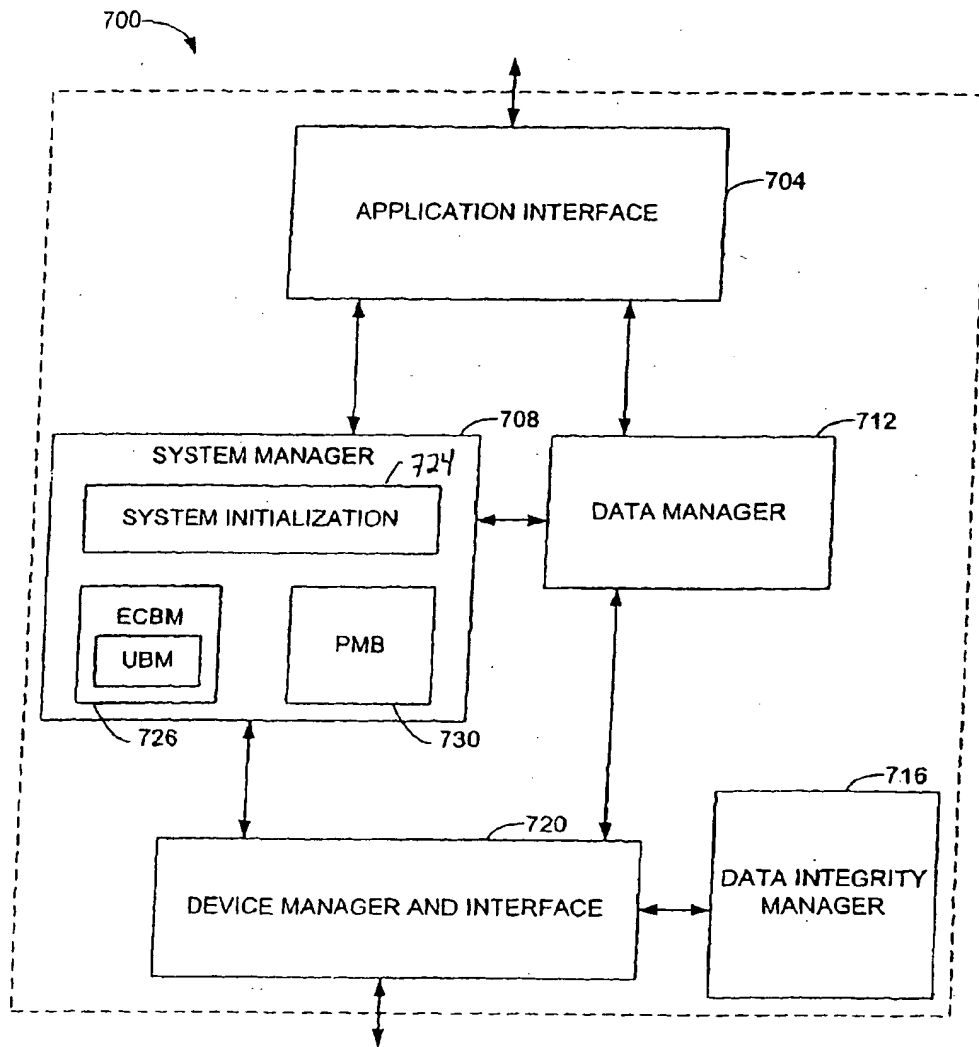 700
704
APPLICATION INTERFACE
708
712
SYSTEM MANAGER
724
SYSTEM INITIALIZATION
DATA MANAGER
ECBM
UBM
PMB
726
730
716
720
DATA INTEGRITY
MANAGER
DEVICE MANAGER AND INTERFACE